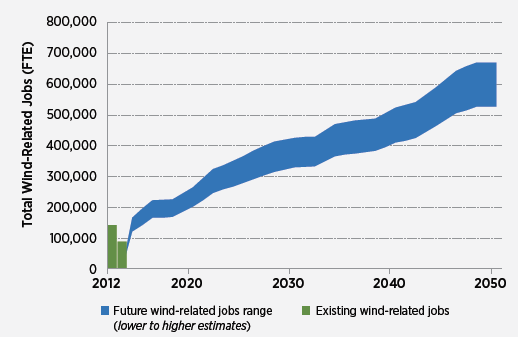 800,000
700,000
600,000
500,000
400,000
300,000
200,000
100,000
0
Total Wind-Related Jobs (FTE)
2012 2020 2030 2040 2050
Future wind-related jobs range
(lower to higher estimates)
Existing wind-related jobs